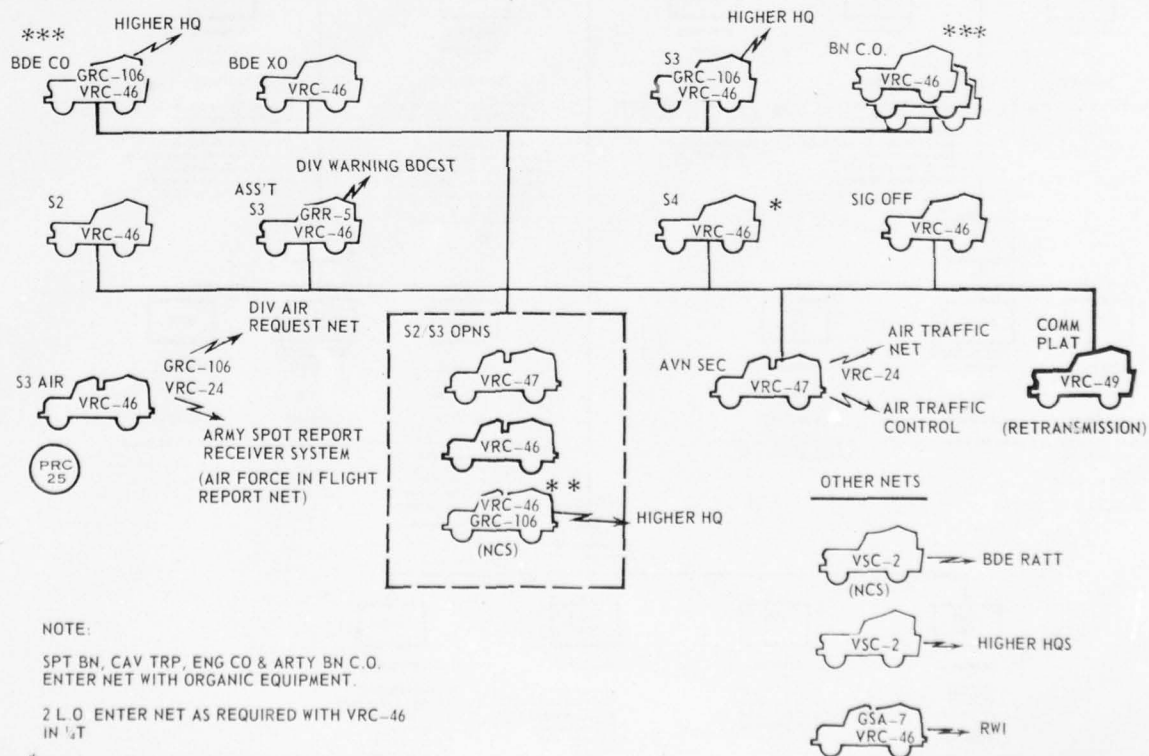 HIGHER HQ
***
BDE CO
GRC-106
VRC-46
BDE XO
VRC-46
HIGHER HQ
S3
GRC-106
VRC-46
***
BN C.O.
VRC-46
S2
VRC-46
DIV WARNING BDCST
ASS'T
S3
GRR-5
VRC-46
S4
*
VRC-46
SIG OFF
VRC-46
DIV AIR
REQUEST NET
GRC-106
VRC-24
S3 AIR
VRC-46
ARMY SPOT REPORT
RECEIVER SYSTEM
(AIR FORCE IN FLIGHT
REPORT NET)
PRC
25
S2/S3 OPNS
VRC-47
VRC-46
**
VRC-46
GRC-106
(NCS)
HIGHER HQ
AVN SEC
VRC-47
AIR TRAFFIC
NET
VRC-24
AIR TRAFFIC
CONTROL
COMM
PLAT
VRC-49
(RETRANSMISSION)
OTHER NETS
VSC-2
(NCS)
BDE RATT
VSC-2
HIGHER HQS
GSA-7
VRC-46
RWI
NOTE:
SPT BN, CAV TRP, ENG CO & ARTY BN C.O.
ENTER NET WITH ORGANIC EQUIPMENT.
2 L.O ENTER NET AS REQUIRED WITH VRC-46
IN ¼T